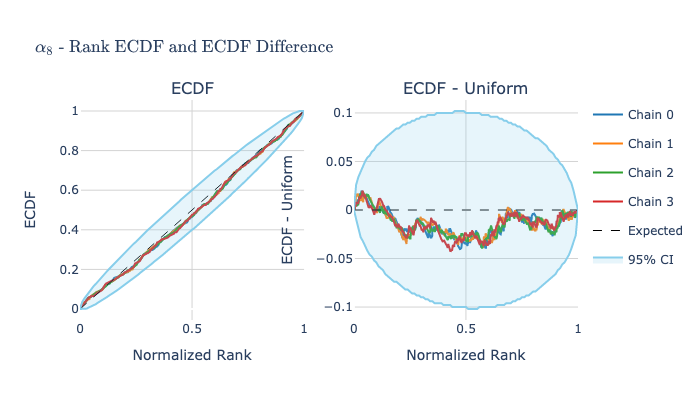 α₈ - Rank ECDF and ECDF Difference
ECDF
ECDF - Uniform
1
0.8
0.6
0.4
0.2
0
ECDF
0
0.5
1
Normalized Rank
0.1
0.05
0
−0.05
−0.1
ECDF - Uniform
0
0.5
1
Normalized Rank
Chain 0
Chain 1
Chain 2
Chain 3
Expected
95% CI